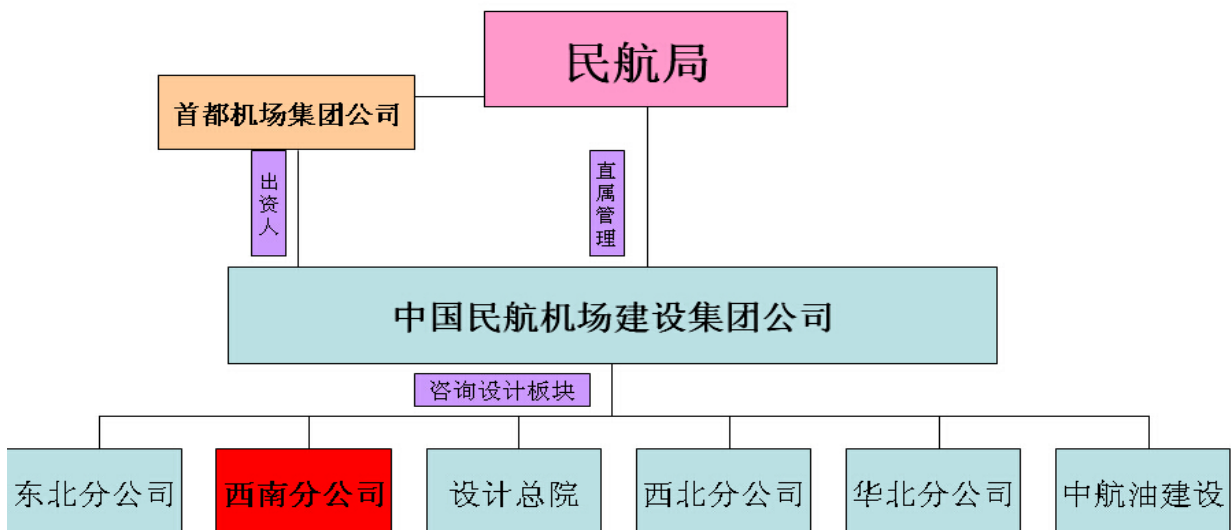 民航局
首都机场集团公司
出资人
直属管理
中国民航机场建设集团公司
咨询设计板块
东北分公司
西南分公司
设计总院
西北分公司
华北分公司
中航油建设